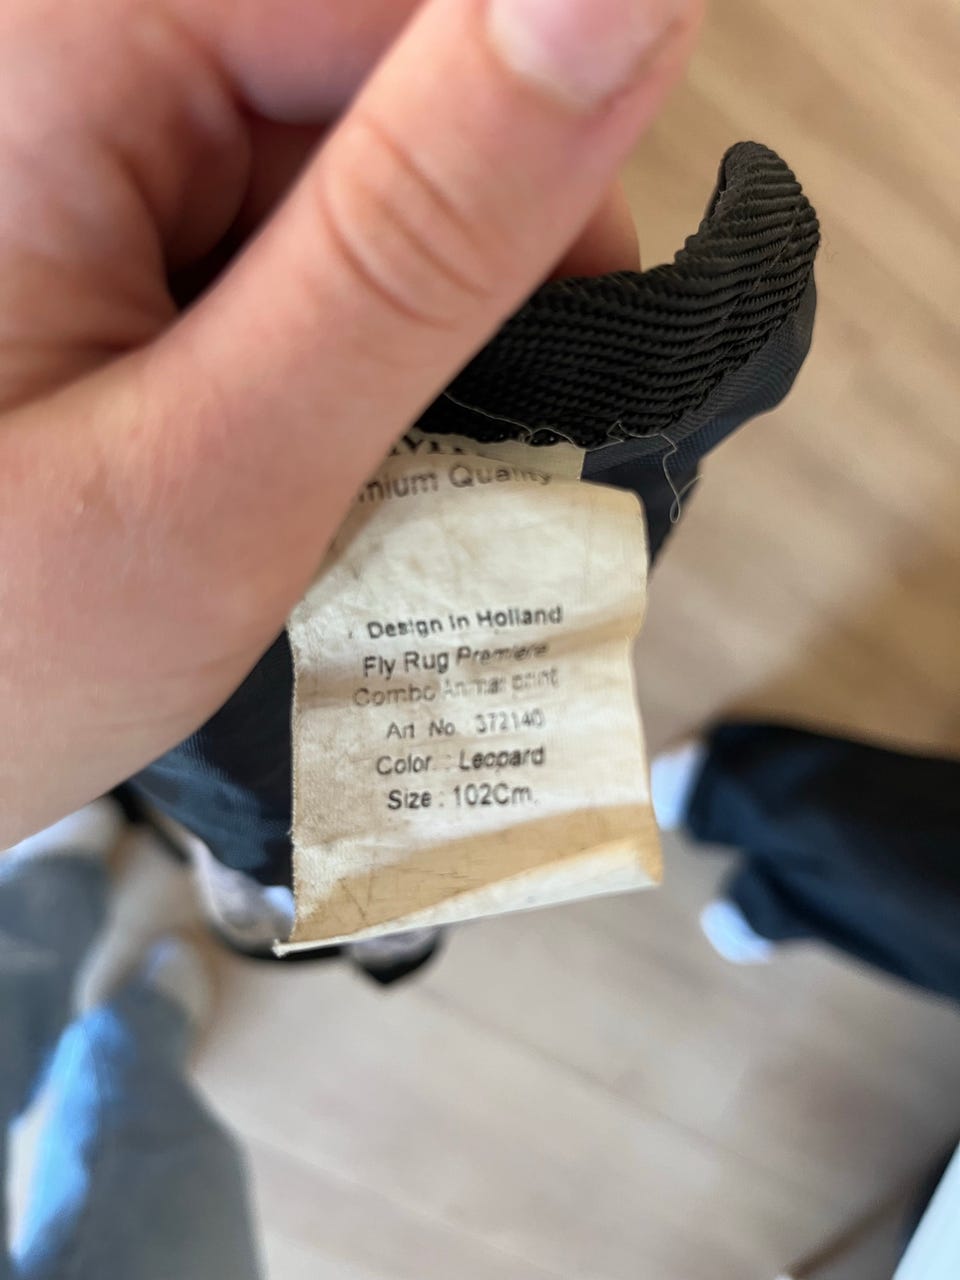 mium Quality
Design in Holland
Fly Rug Premiere
Combo Animal print
Art No. 372140
Color : Leopard
Size : 102Cm.